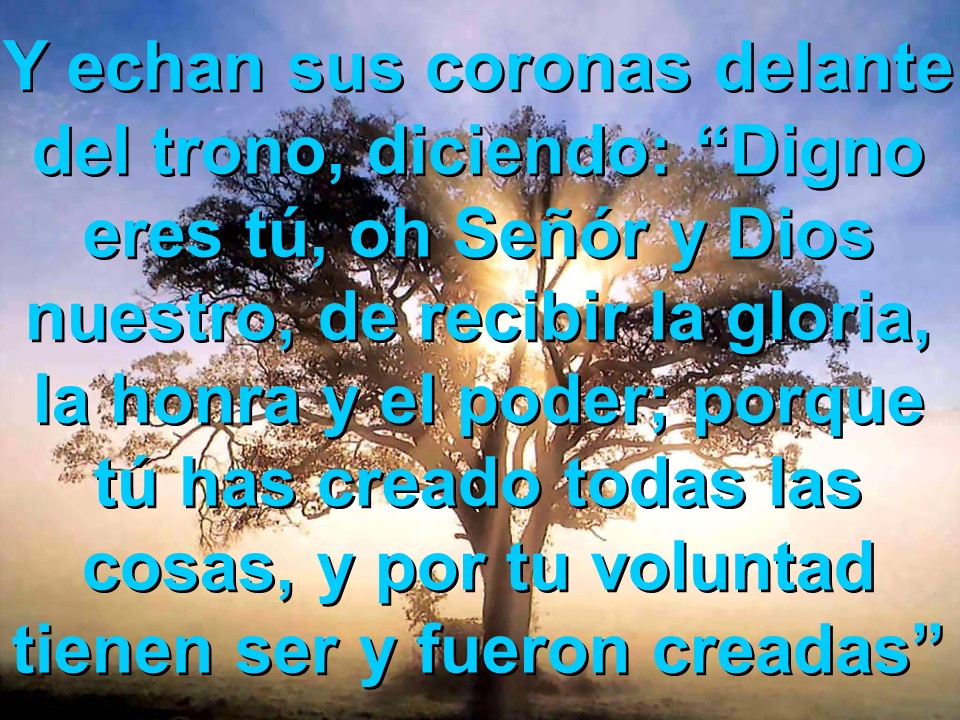 Y echan sus coronas delante
del trono, diciendo: “Digno
eres tú, oh Señór y Dios
nuestro, de recibir la gloria,
la honra y el poder; porque
tú has creado todas las
cosas, y por tu voluntad
tienen ser y fueron creadas”